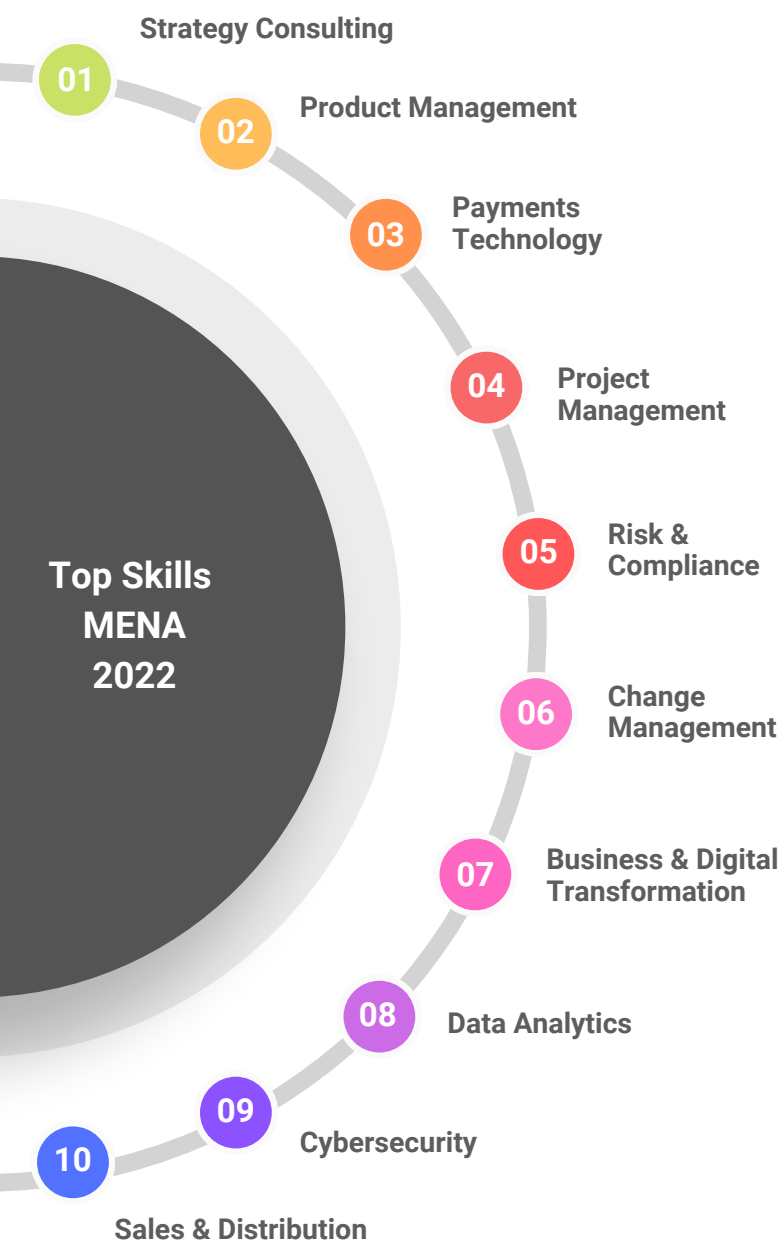 Strategy Consulting
01
Product Management
02
Payments
Technology
03
Project
Management
04
Risk &
Compliance
05
Top Skills
MENA
2022
Change
Management
06
Business & Digital
Transformation
07
Data Analytics
08
Cybersecurity
09
Sales & Distribution
10